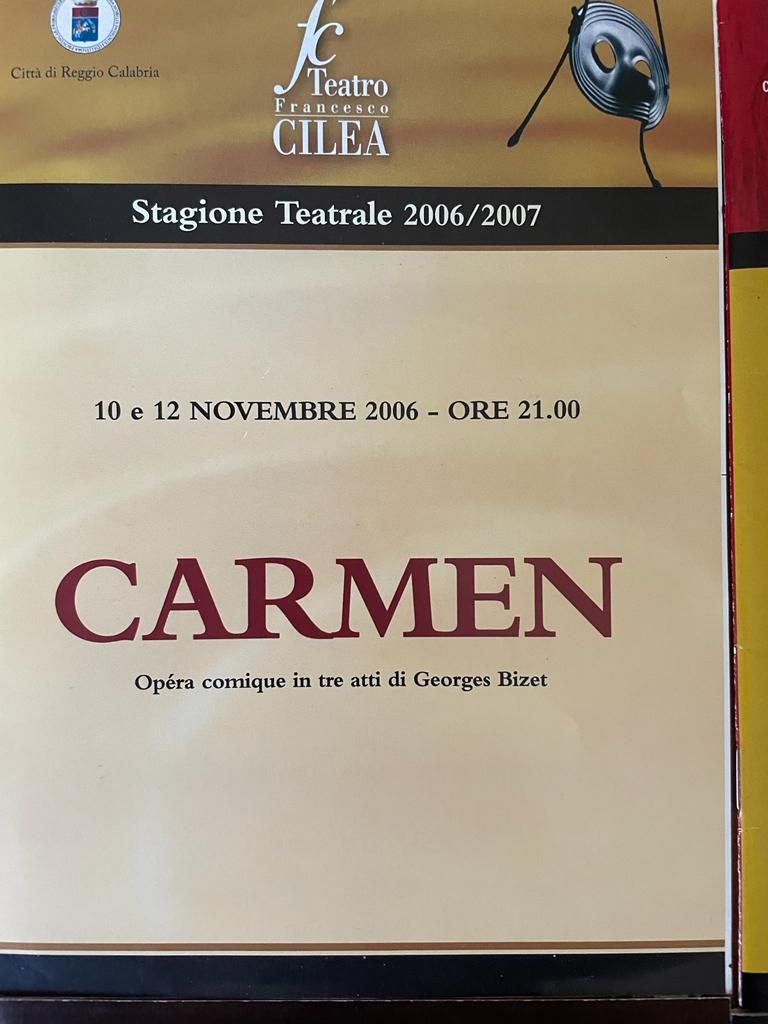 Città di Reggio Calabria
fc
Teatro
Francesco
CILEA
Stagione Teatrale 2006/2007
10 e 12 NOVEMBRE 2006 - ORE 21.00
CARMEN
Opéra comique in tre atti di Georges Bizet